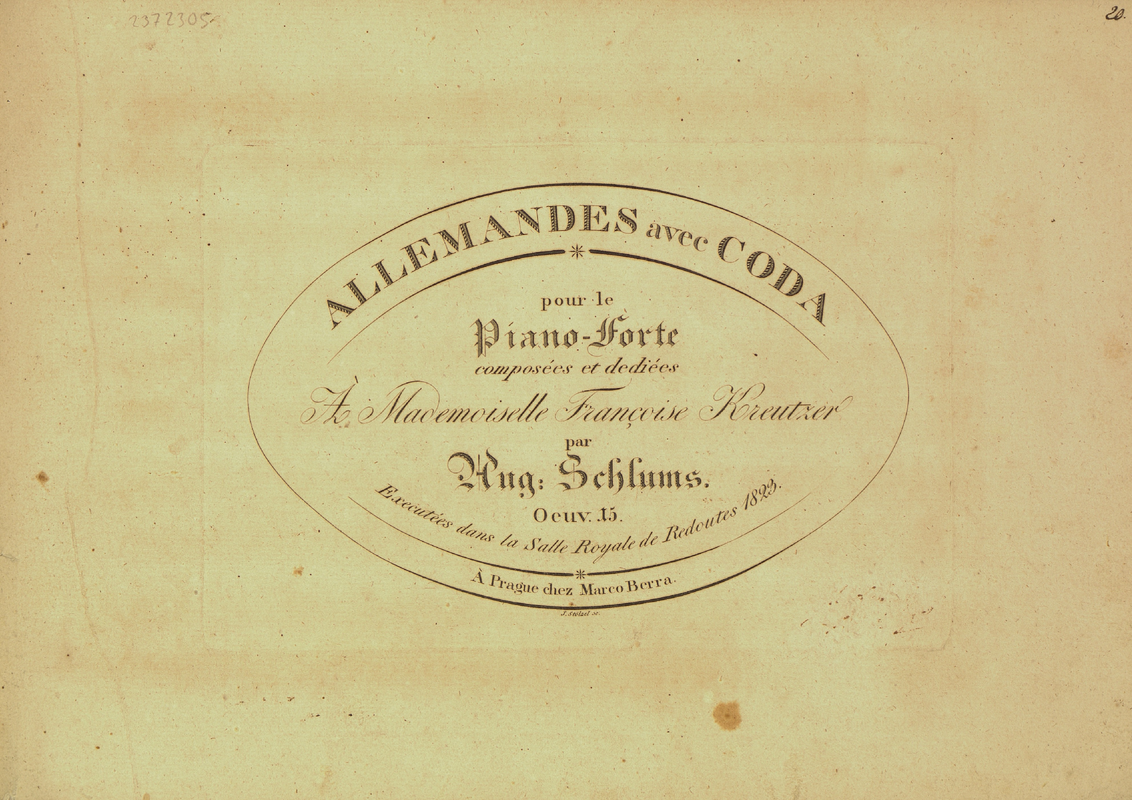 2372305
20.
ALLEMANDES avec CODA
pour le
Piano-Forte
composées et dediées
À Mademoiselle Françoise Kreutzer
par
Aug: Schlums.
Oeuv. 15.
Executées dans la Salle Royale de Redoutes 1823.
À Prague chez Marco Berra.